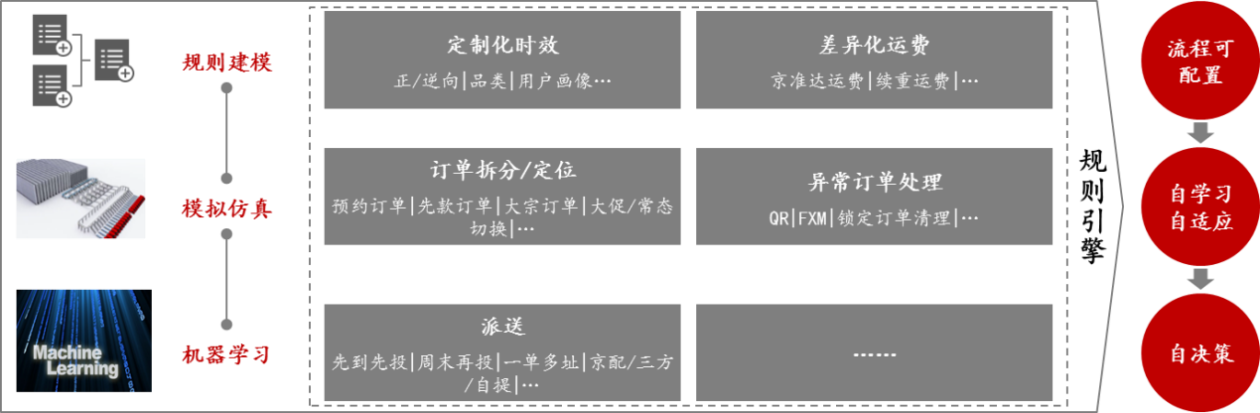 规则建模
模拟仿真
机器学习
Machine
Learning
定制化时效
正/逆向|品类|用户画像…
差异化运费
京准达运费|续重运费|…
订单拆分/定位
预约订单|先款订单|大宗订单|大促/常态
切换|…
异常订单处理
QR|FXM|锁定订单清理|…
派送
先到先投|周末再投|一单多址|京配/三方
/自提|…
……
规则引擎
流程可
配置
自学习
自适应
自决策